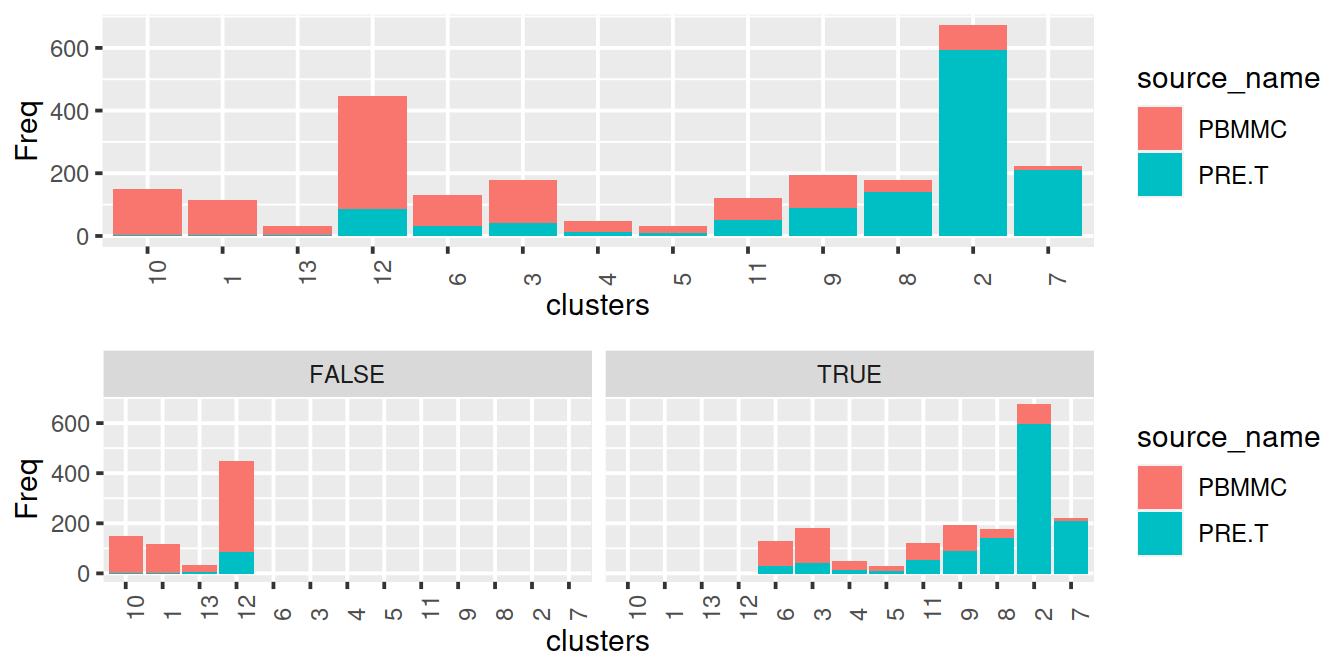 Freq
600
400
200
0
10 1 13 12 6 3 4 5 11 9 8 2 7
clusters
source_name
PBMMC
PRE.T
FALSE TRUE
Freq
600
400
200
0
10 1 13 12 6 3 4 5 11 9 8 2 7 10 1 13 12 6 3 4 5 11 9 8 2 7
clusters
source_name
PBMMC
PRE.T